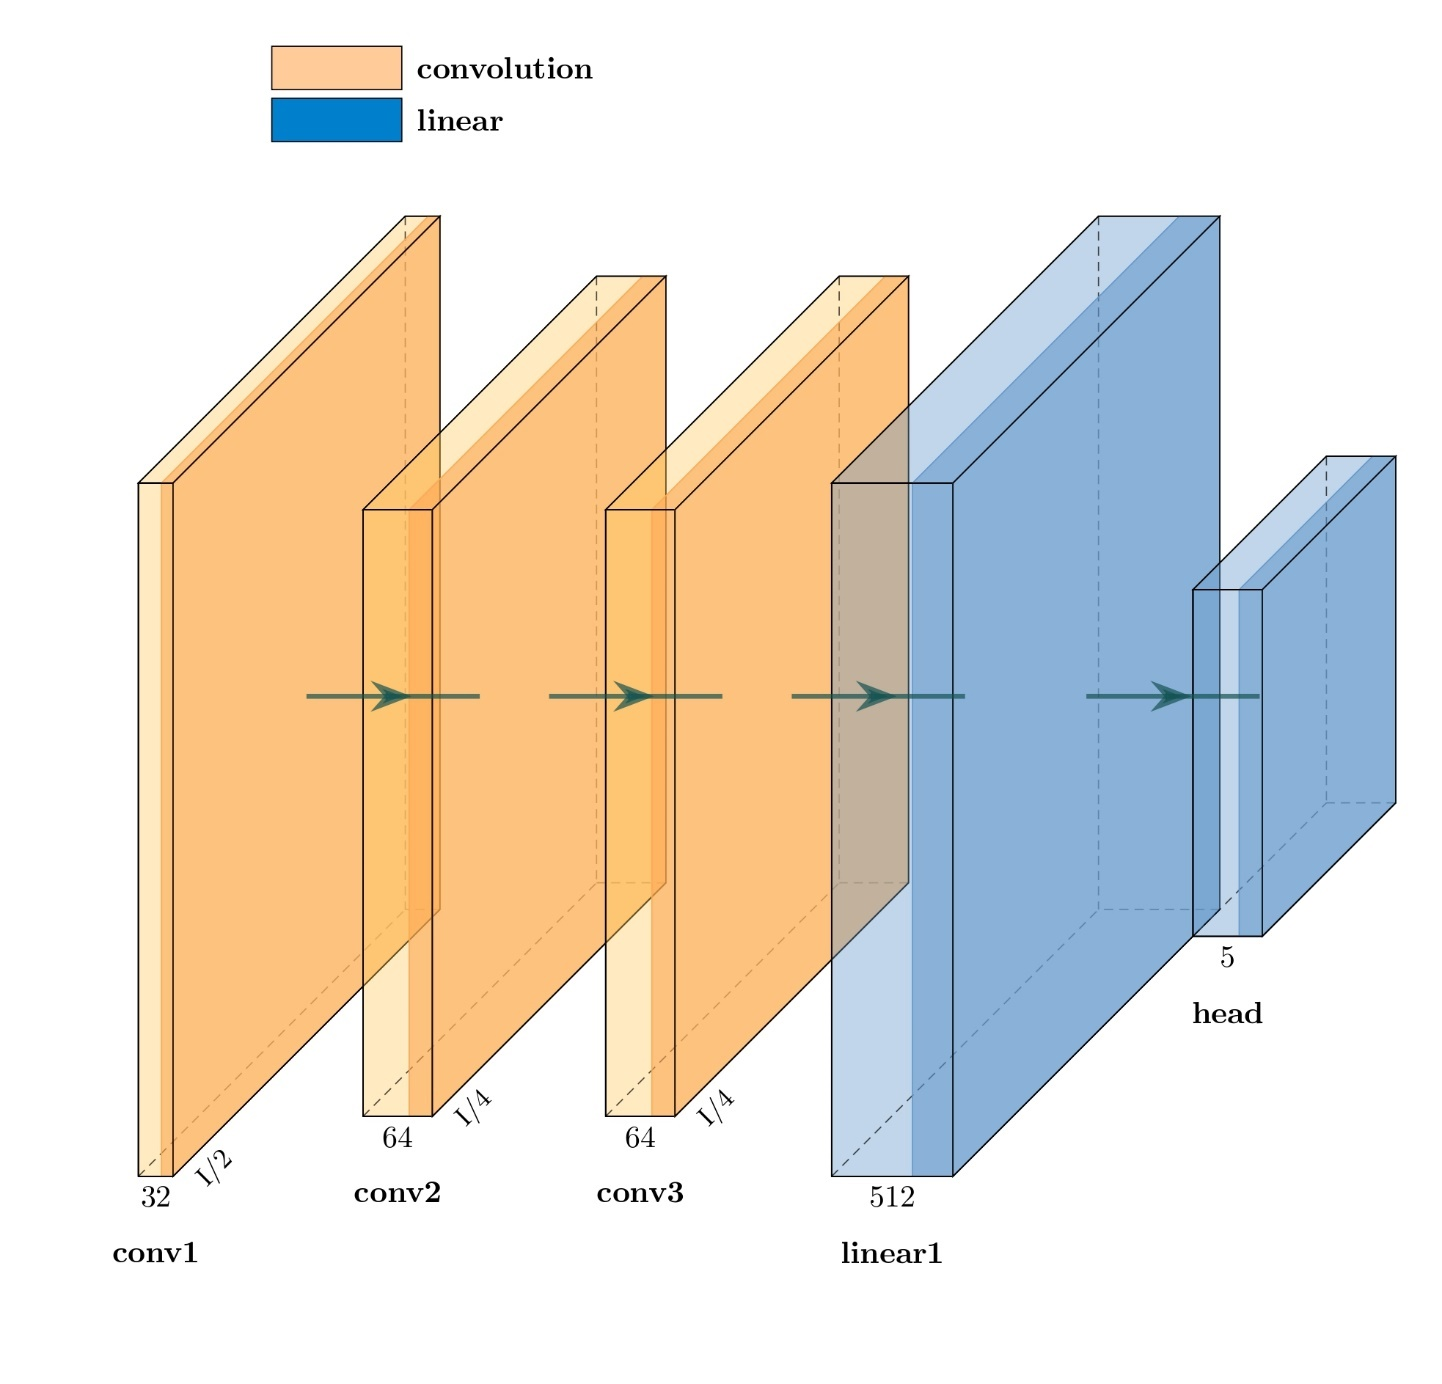 convolution
linear
I/2
32
conv1
I/4
64
conv2
I/4
64
conv3
512
linear1
5
head